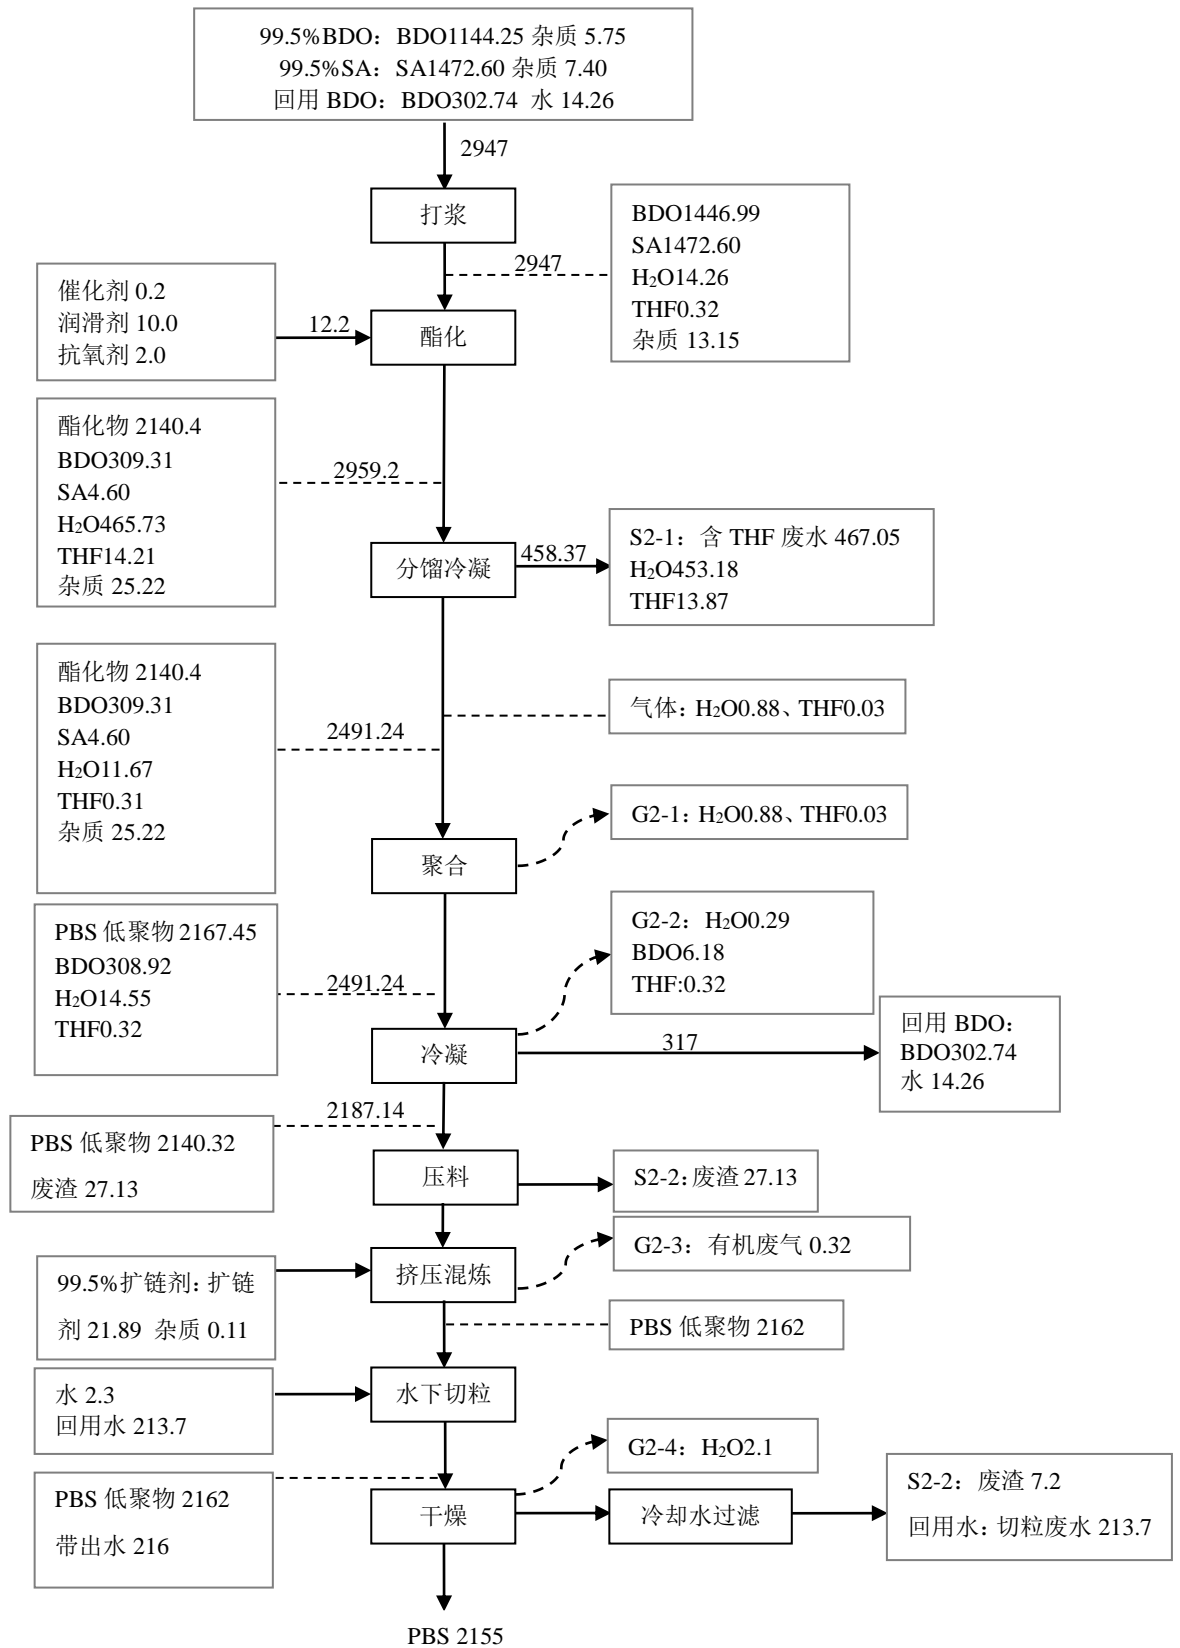 99.5%BDO：BDO1144.25 杂质 5.75
99.5%SA：SA1472.60 杂质 7.40
回用 BDO：BDO302.74 水 14.26
2947
打浆
BDO1446.99
SA1472.60
H₂O14.26
THF0.32
杂质 13.15
2947
催化剂 0.2
润滑剂 10.0
抗氧剂 2.0
12.2
酯化
酯化物 2140.4
BDO309.31
SA4.60
H₂O465.73
THF14.21
杂质 25.22
2959.2
分馏冷凝
458.37
S2-1：含 THF 废水 467.05
H₂O453.18
THF13.87
酯化物 2140.4
BDO309.31
SA4.60
H₂O11.67
THF0.31
杂质 25.22
2491.24
气体：H₂O0.88、THF0.03
G2-1：H₂O0.88、THF0.03
聚合
PBS 低聚物 2167.45
BDO308.92
H₂O14.55
THF0.32
2491.24
G2-2：H₂O0.29
BDO6.18
THF:0.32
冷凝
317
回用 BDO：
BDO302.74
水 14.26
2187.14
PBS 低聚物 2140.32
废渣 27.13
压料
S2-2：废渣 27.13
G2-3：有机废气 0.32
挤压混炼
99.5%扩链剂：扩链
剂 21.89 杂质 0.11
PBS 低聚物 2162
水 2.3
回用水 213.7
水下切粒
G2-4：H₂O2.1
PBS 低聚物 2162
带出水 216
干燥
冷却水过滤
S2-2：废渣 7.2
回用水：切粒废水 213.7
PBS 2155